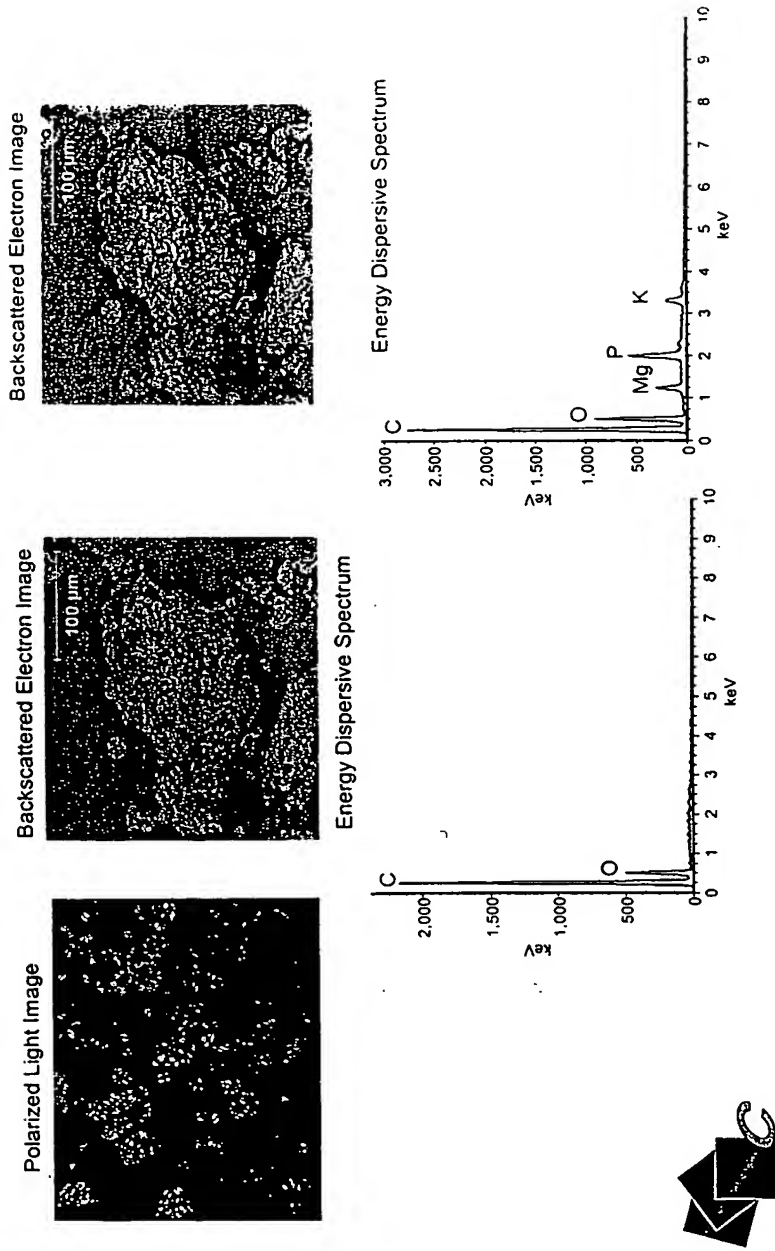 Polarized Light Image
Backscattered Electron Image
100 µm
Backscattered Electron Image
100 µm
Energy Dispersive Spectrum
2.000
1.500
1.000
500
0
keV
C
O
0 1 2 3 4 5 6 7 8 9 10
keV
Energy Dispersive Spectrum
3.000
2.500
2.000
1.500
1.000
500
0
keV
C
O
Mg
P
K
0 1 2 3 4 5 6 7 8 9 10
keV
C